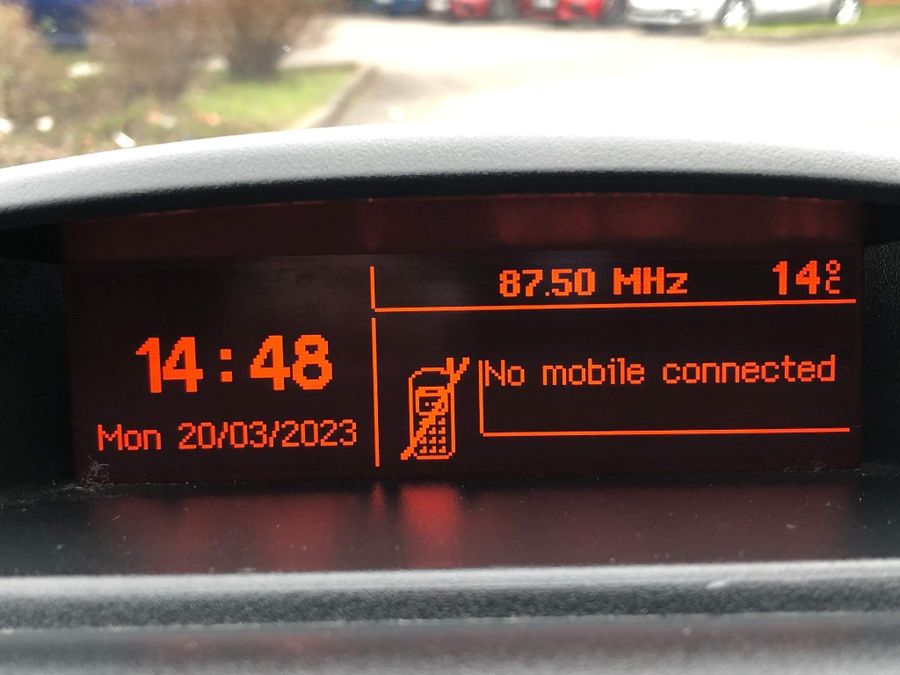 87.50 MHz 14°C
14:48
No mobile connected
Mon 20/03/2023